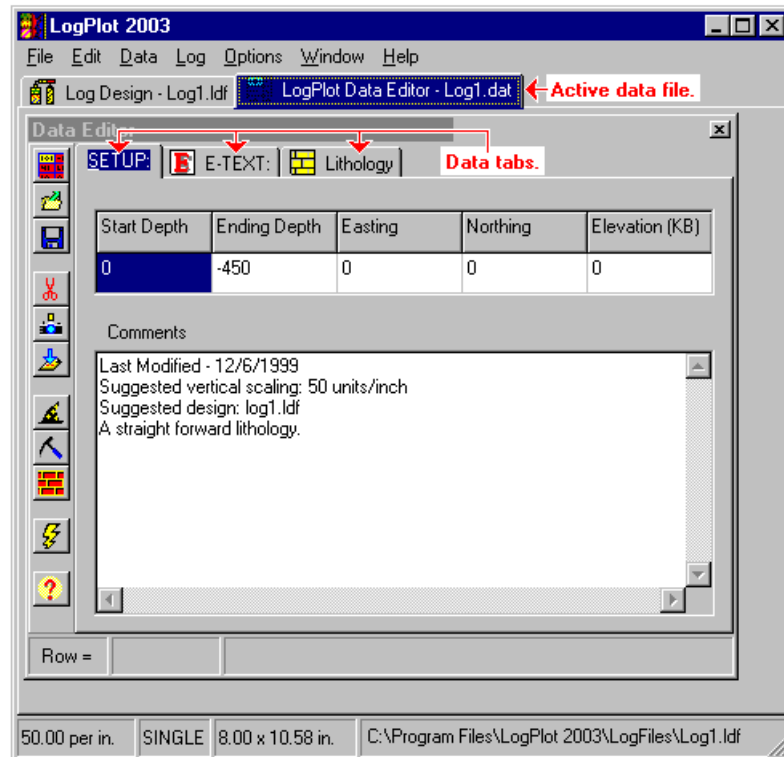 LogPlot 2003
File Edit Data Log Options Window Help
Log Design - Log1.ldf LogPlot Data Editor - Log1.dat Active data file.
Data Editor
SETUP: E E-TEXT: Lithology Data tabs.
Start Depth Ending Depth Easting Northing Elevation (KB)
0 -450 0 0 0
Comments
Last Modified - 12/6/1999
Suggested vertical scaling: 50 units/inch
Suggested design: log1.ldf
A straight forward lithology.
Row =
50.00 per in. SINGLE 8.00 x 10.58 in. C:\Program Files\LogPlot 2003\LogFiles\Log1.ldf